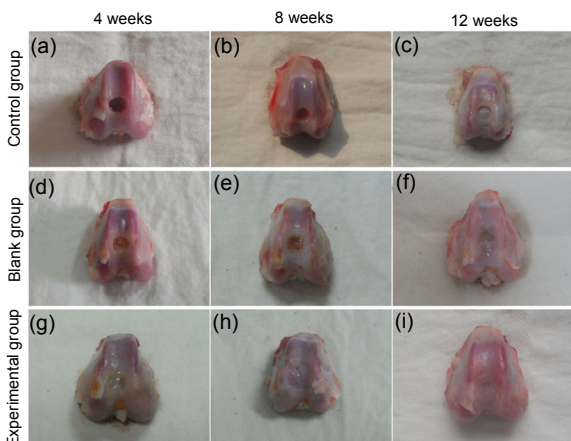 4 weeks 8 weeks 12 weeks
Control group
(a) (b) (c)
Blank group
(d) (e) (f)
Experimental group
(g) (h) (i)